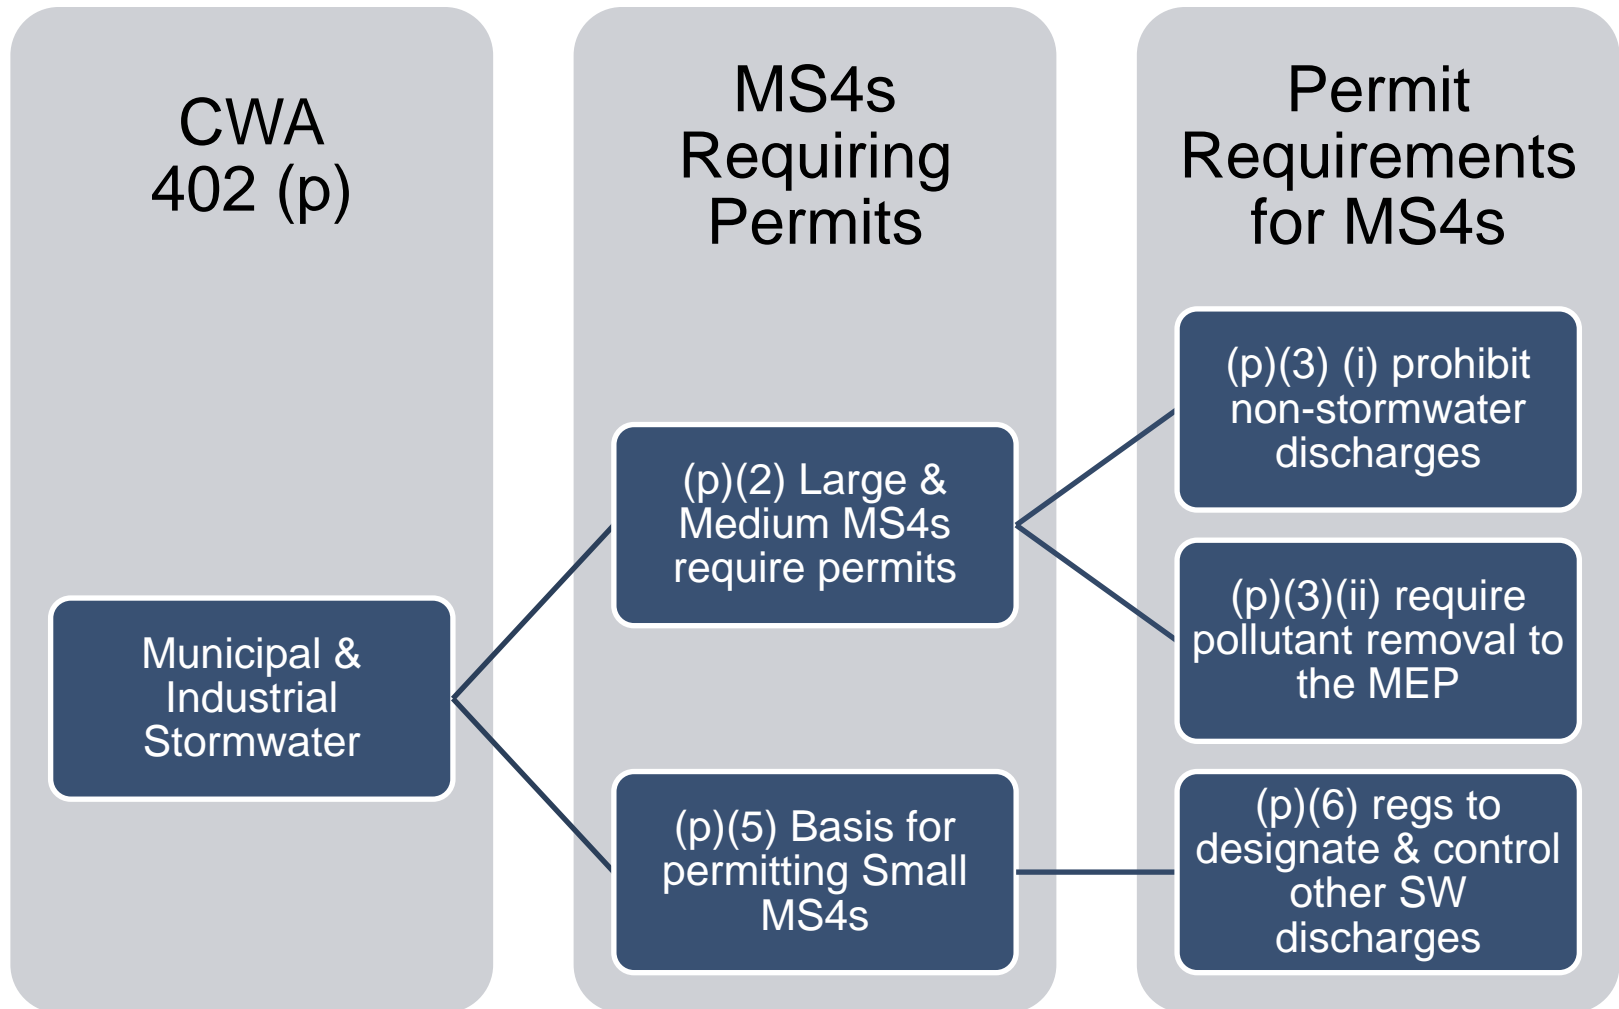 CWA
402 (p)
Municipal &
Industrial
Stormwater
MS4s
Requiring
Permits
(p)(2) Large &
Medium MS4s
require permits
(p)(5) Basis for
permitting Small
MS4s
Permit
Requirements
for MS4s
(p)(3) (i) prohibit
non-stormwater
discharges
(p)(3)(ii) require
pollutant removal to
the MEP
(p)(6) regs to
designate & control
other SW
discharges